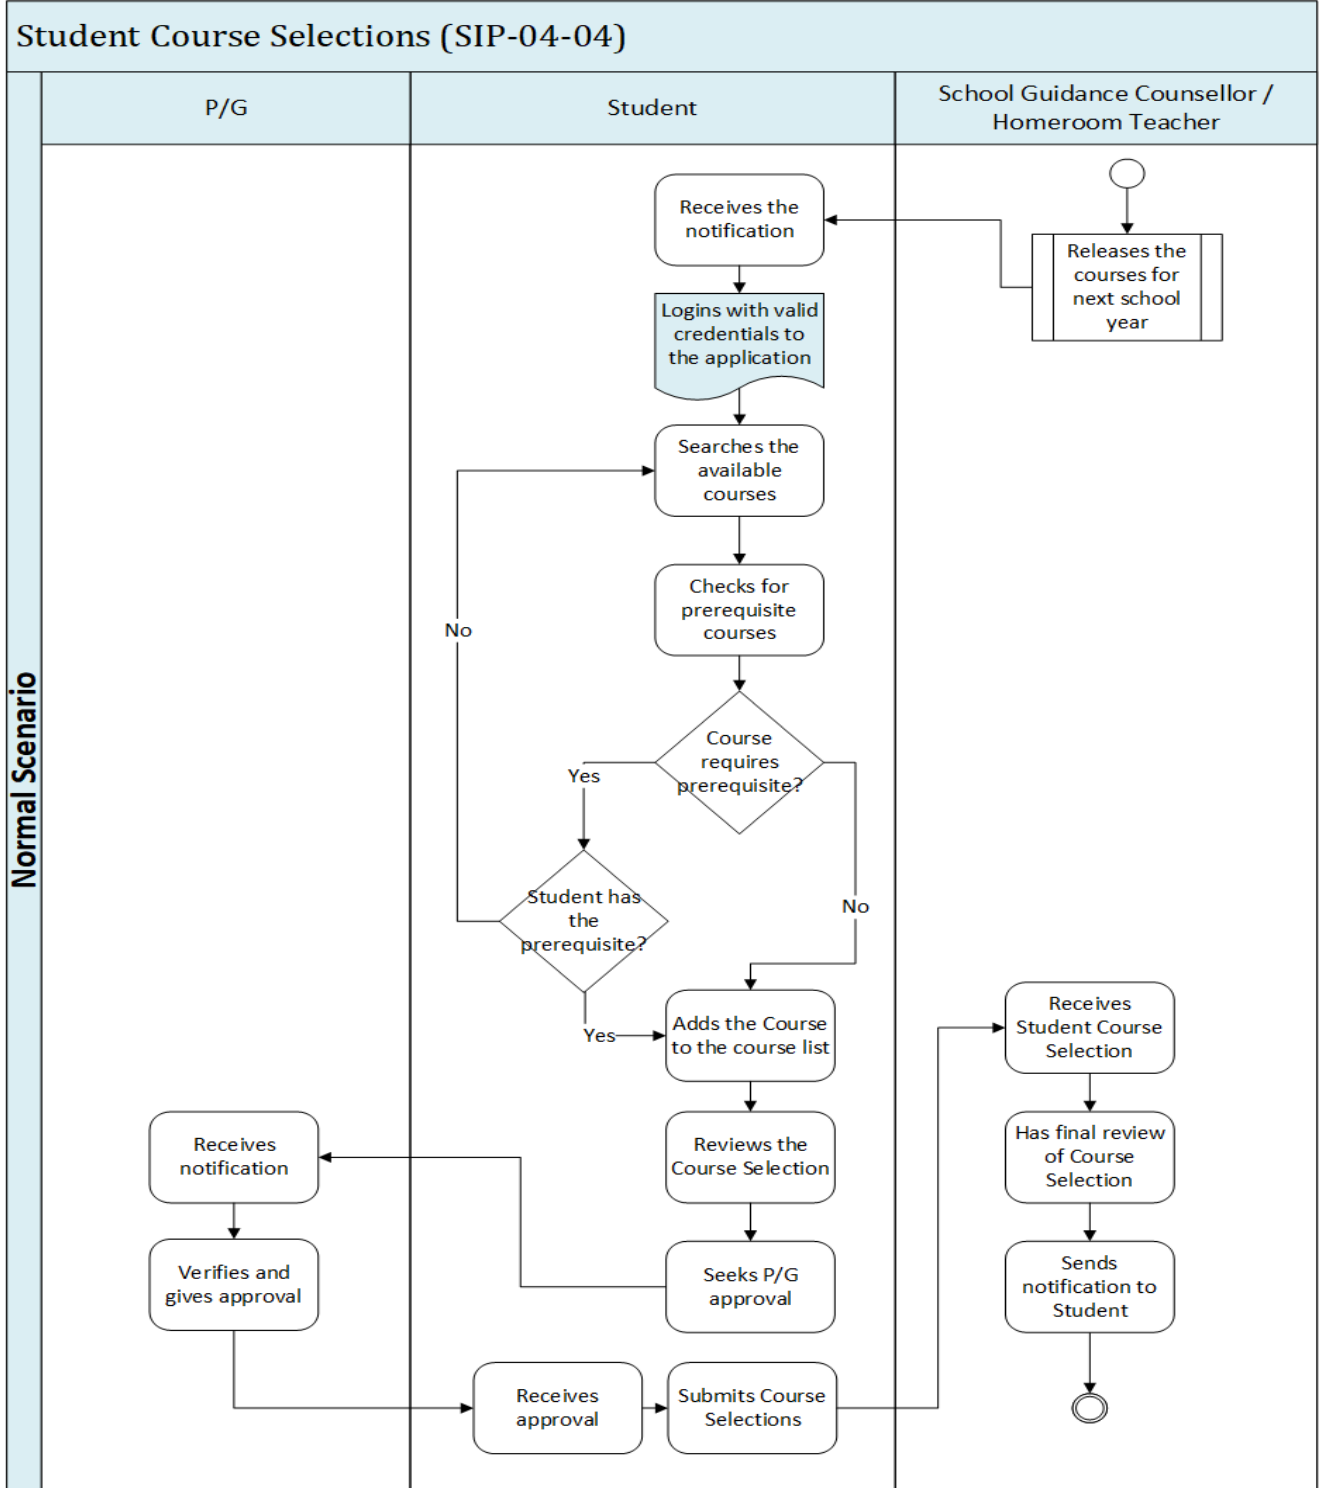 Student Course Selections (SIP-04-04)
P/G
Student
School Guidance Counsellor /
Homeroom Teacher
Normal Scenario
Releases the
courses for
next school
year
Receives the
notification
Logins with valid
credentials to
the application
Searches the
available
courses
Checks for
prerequisite
courses
No
Course
requires
prerequisite?
Yes
No
Student has
the
prerequisite?
Yes
Adds the Course
to the course list
Reviews the
Course Selection
Seeks P/G
approval
Receives
notification
Verifies and
gives approval
Receives
approval
Submits Course
Selections
Receives
Student Course
Selection
Has final review
of Course
Selection
Sends
notification to
Student